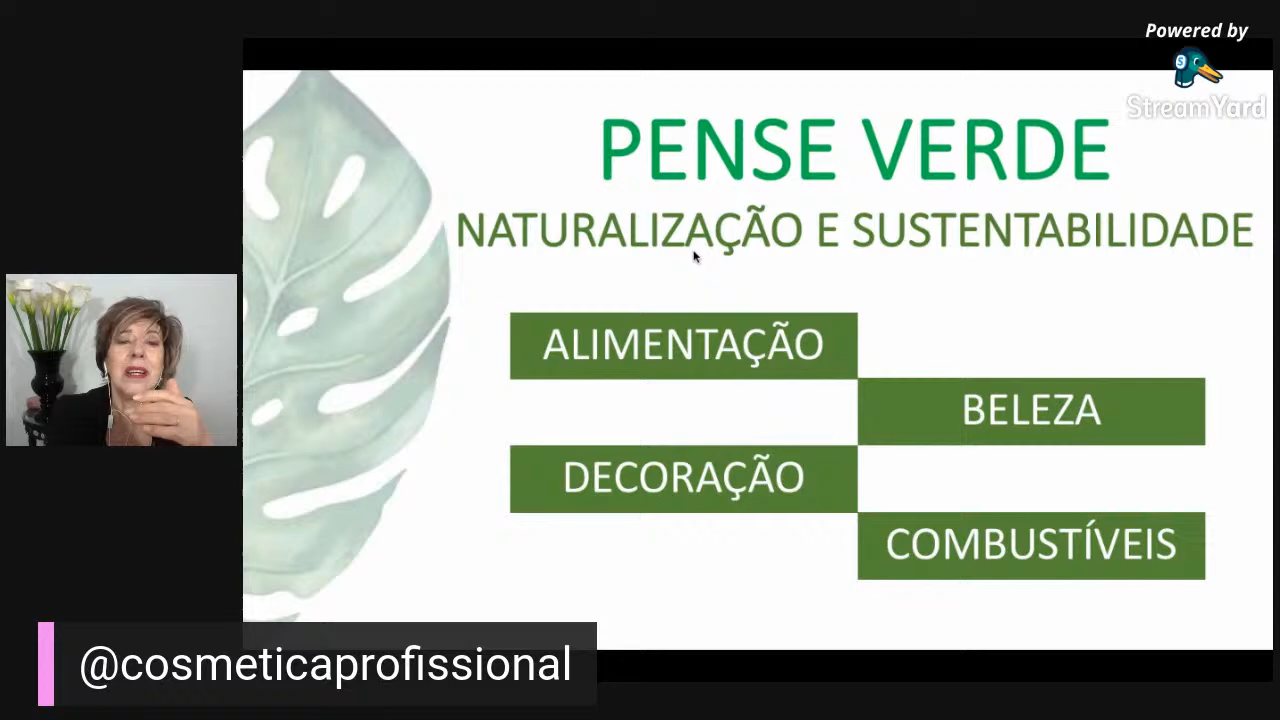 Powered by
StreamYard
PENSE VERDE
NATURALIZAÇÃO E SUSTENTABILIDADE
ALIMENTAÇÃO
BELEZA
DECORAÇÃO
COMBUSTÍVEIS
@cosmeticaprofissional